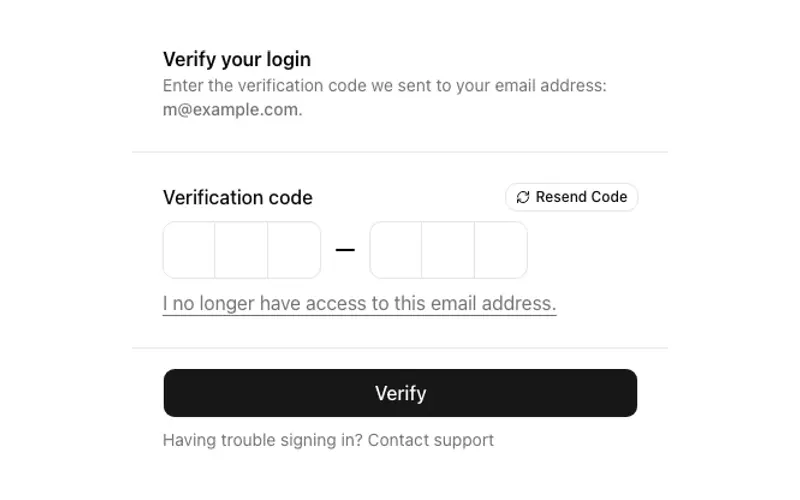 Verify your login
Enter the verification code we sent to your email address:
m@example.com.
Verification code
Resend Code
I no longer have access to this email address.
Verify
Having trouble signing in? Contact support